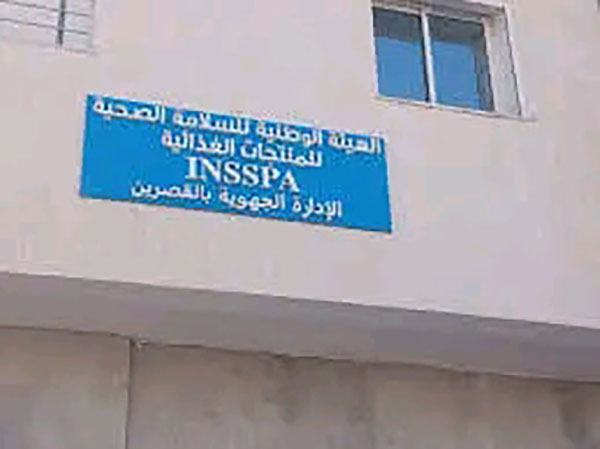 الهيئة الوطنية للسلامة الصحية
للمنتجات الغذائية
INSSPA
الإدارة الجهوية بالقصرين